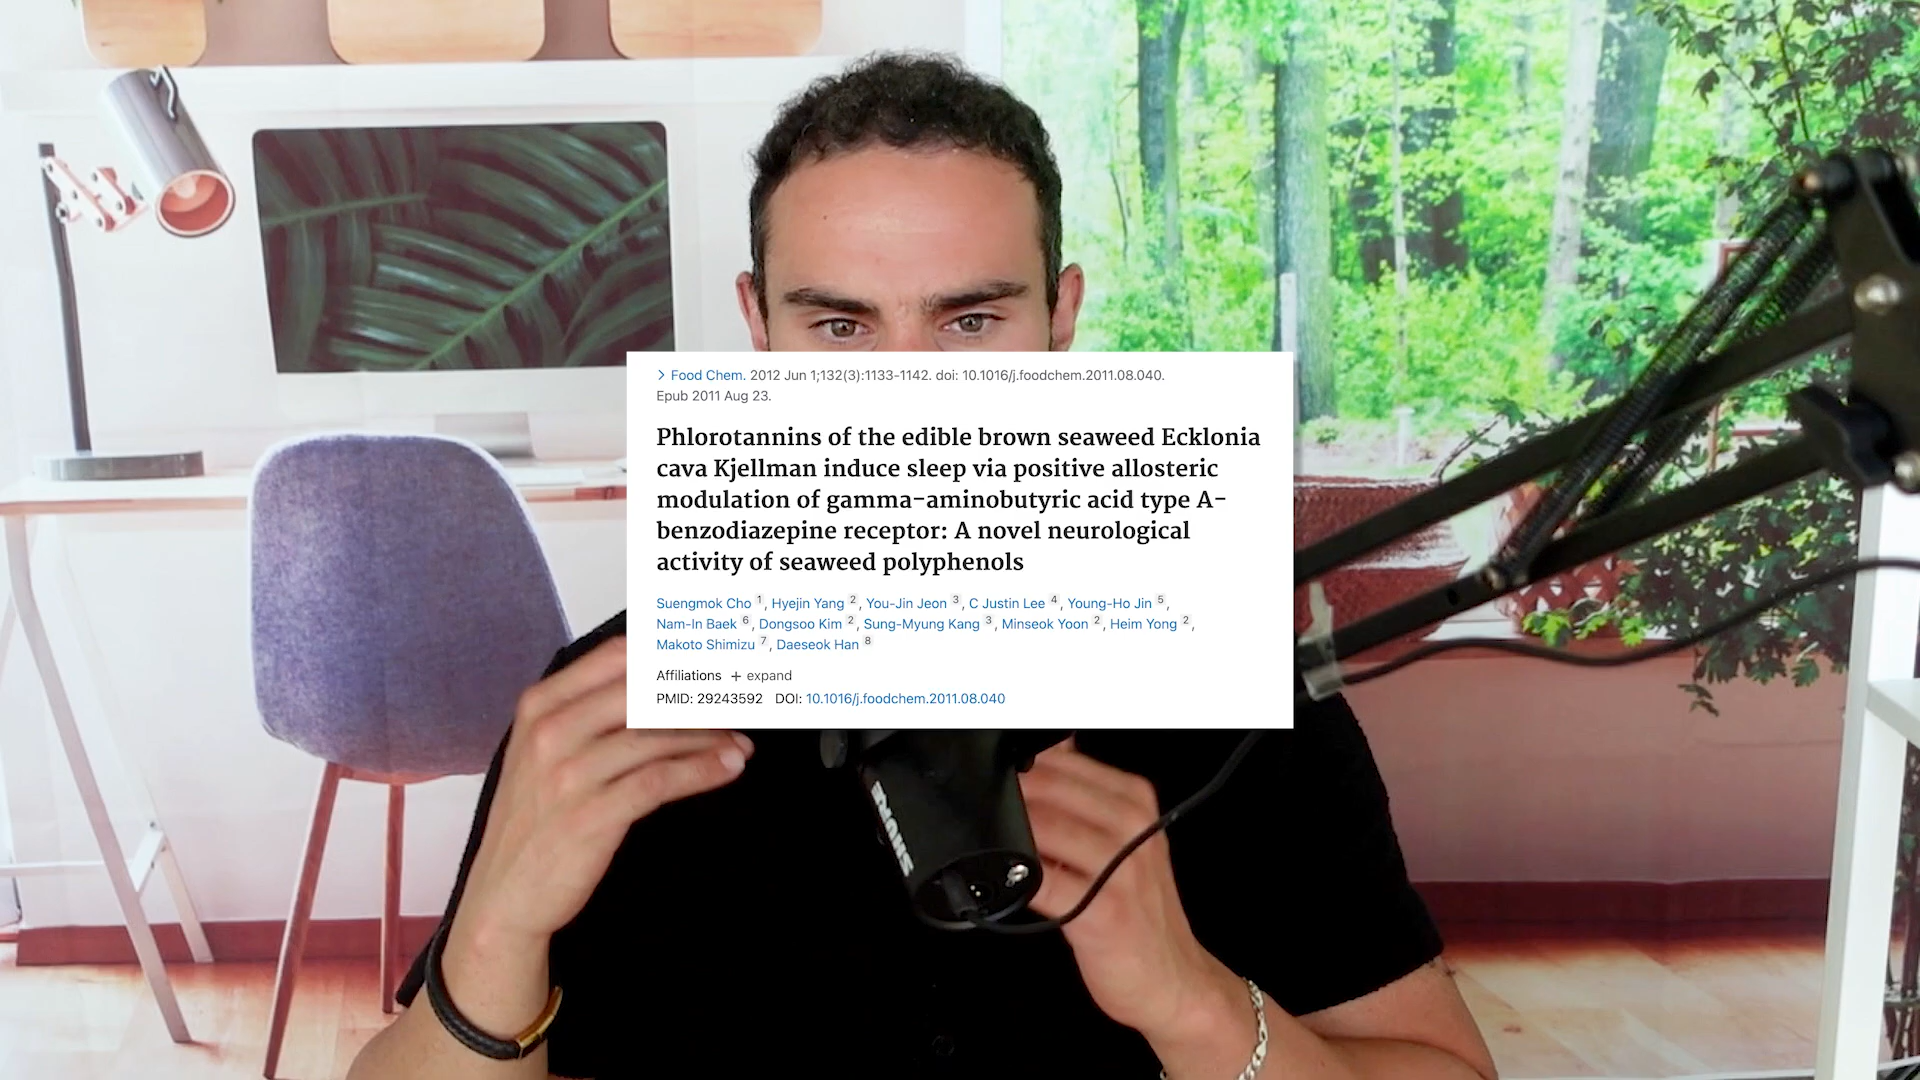 > Food Chem. 2012 Jun 1;132(3):1133-1142. doi: 10.1016/j.foodchem.2011.08.040.
Epub 2011 Aug 23.
Phlorotannins of the edible brown seaweed Ecklonia
cava Kjellman induce sleep via positive allosteric
modulation of gamma-aminobutyric acid type A-
benzodiazepine receptor: A novel neurological
activity of seaweed polyphenols
Suengmok Cho 1, Hyejin Yang 2, You-Jin Jeon 3, C Justin Lee 4, Young-Ho Jin 5,
Nam-In Baek 6, Dongsoo Kim 2, Sung-Myung Kang 3, Minseok Yoon 2, Heim Yong 2,
Makoto Shimizu 7, Daeseok Han 8
Affiliations + expand
PMID: 29243592 DOI: 10.1016/j.foodchem.2011.08.040
SHURE